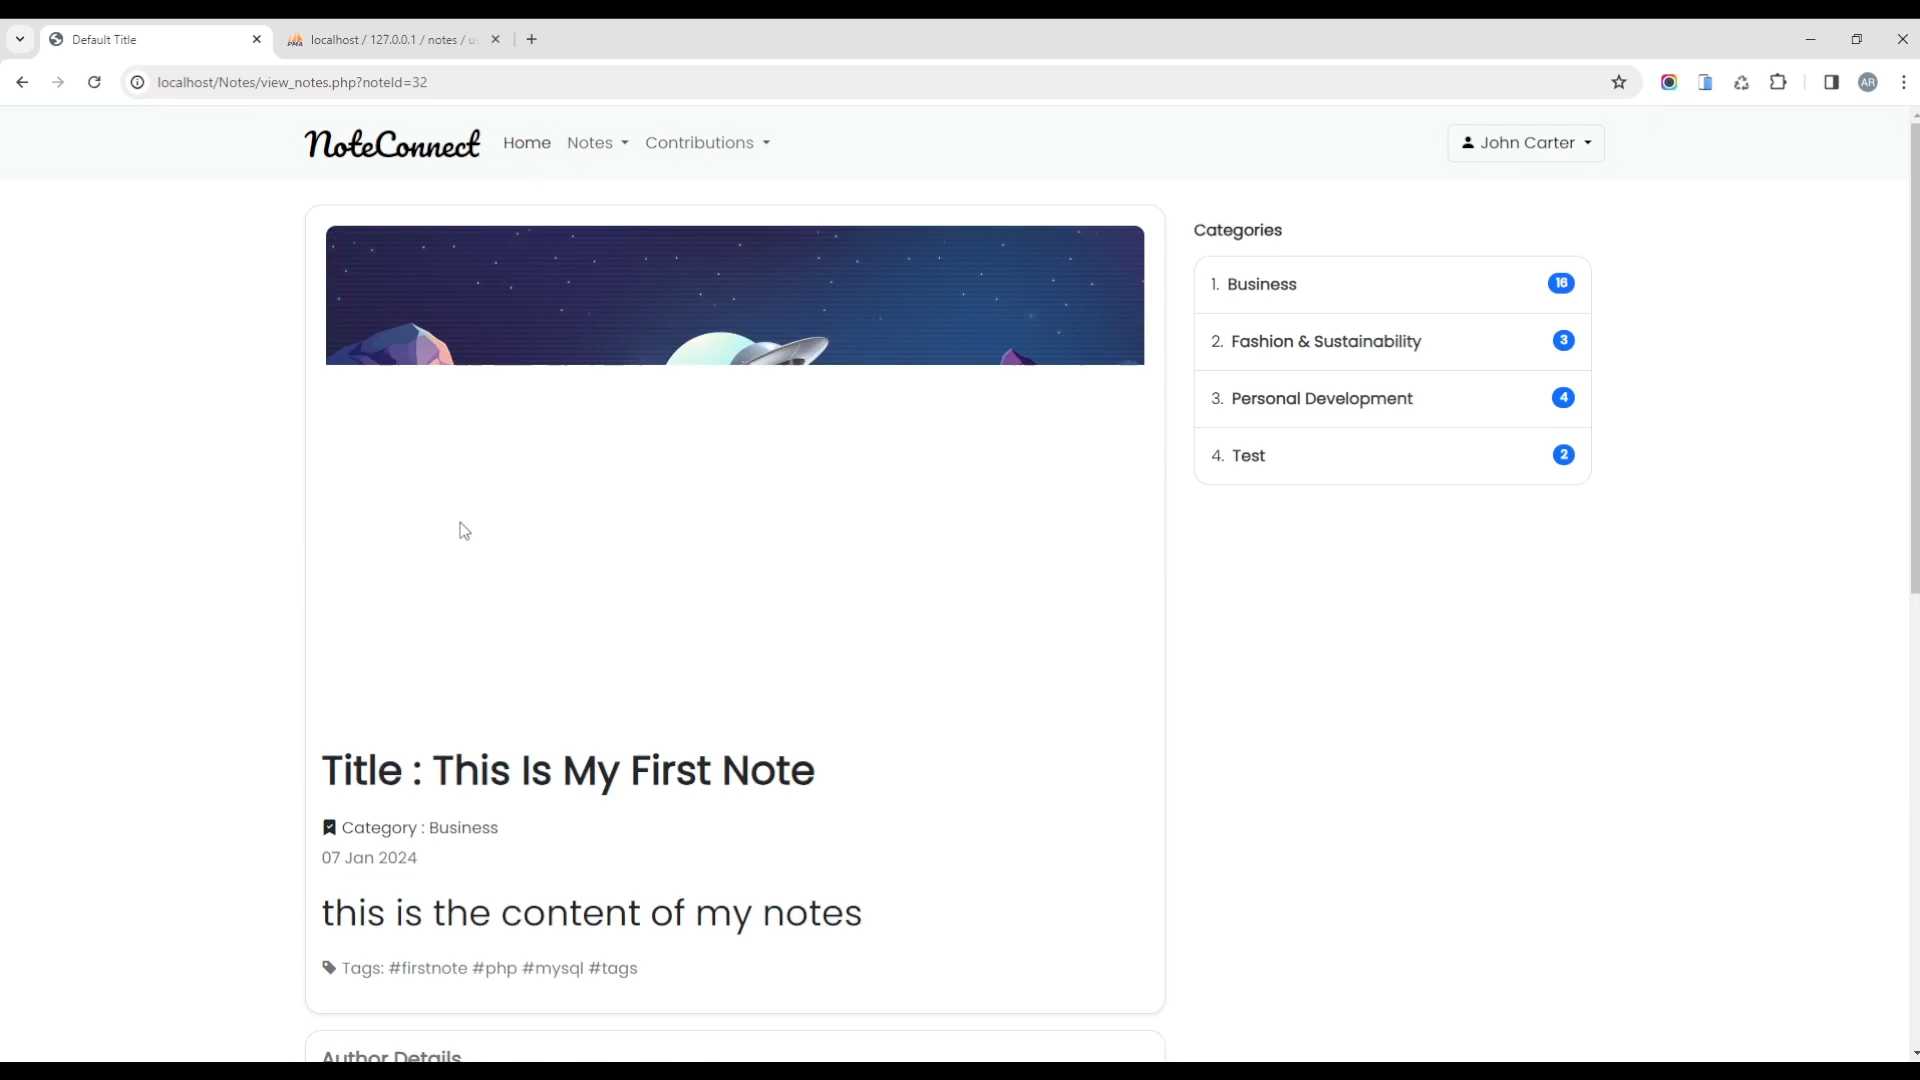 Default Title
localhost / 127.0.0.1 / notes / us
localhost/Notes/view_notes.php?noteId=32
AR
NoteConnect Home Notes Contributions John Carter
Categories
1. Business 16
2. Fashion & Sustainability 3
3. Personal Development 4
4. Test 2
Title : This Is My First Note
Category : Business
07 Jan 2024
this is the content of my notes
Tags: #firstnote #php #mysql #tags
Author Details